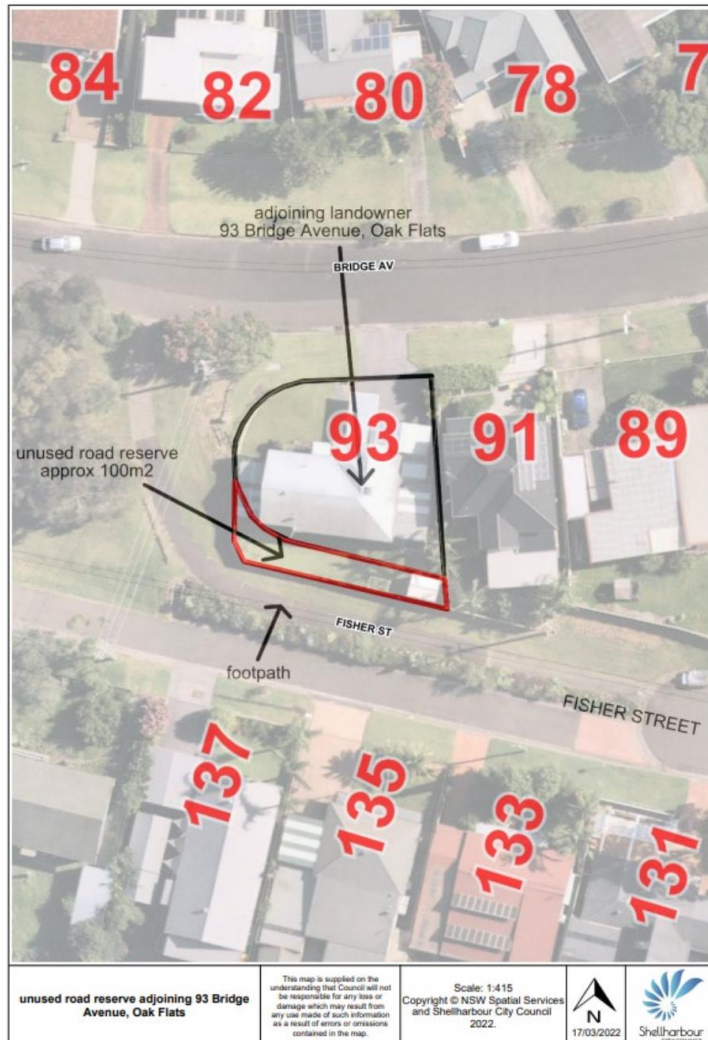 84
82
80
78
7
adjoining landowner
93 Bridge Avenue, Oak Flats
BRIDGE AV
93
91
89
unused road reserve
approx 100m2
FISHER ST
footpath
FISHER STREET
137
135
133
131
unused road reserve adjoining 93 Bridge
Avenue, Oak Flats
This map is supplied on the
understanding that Council will not
be responsible for any loss or
damage which may result from
any use made of such information
as a result of errors or omissions
contained in the map.
Scale: 1:415
Copyright © NSW Spatial Services
and Shellharbour City Council
2022.
N
17/03/2022
Shellharbour